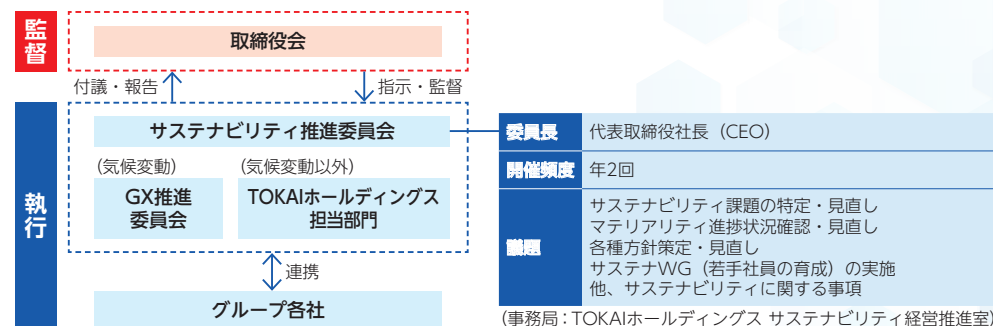 監督
取締役会
付議・報告
指示・監督
執行
サステナビリティ推進委員会
(気候変動)
(気候変動以外)
GX推進
委員会
TOKAIホールディングス
担当部門
連携
グループ各社
委員長
代表取締役社長（CEO）
開催頻度
年2回
議題
サステナビリティ課題の特定・見直し
マテリアリティ進捗状況確認・見直し
各種方針策定・見直し
サステナWG（若手社員の育成）の実施
他、サステナビリティに関する事項
(事務局：TOKAIホールディングス サステナビリティ経営推進室)